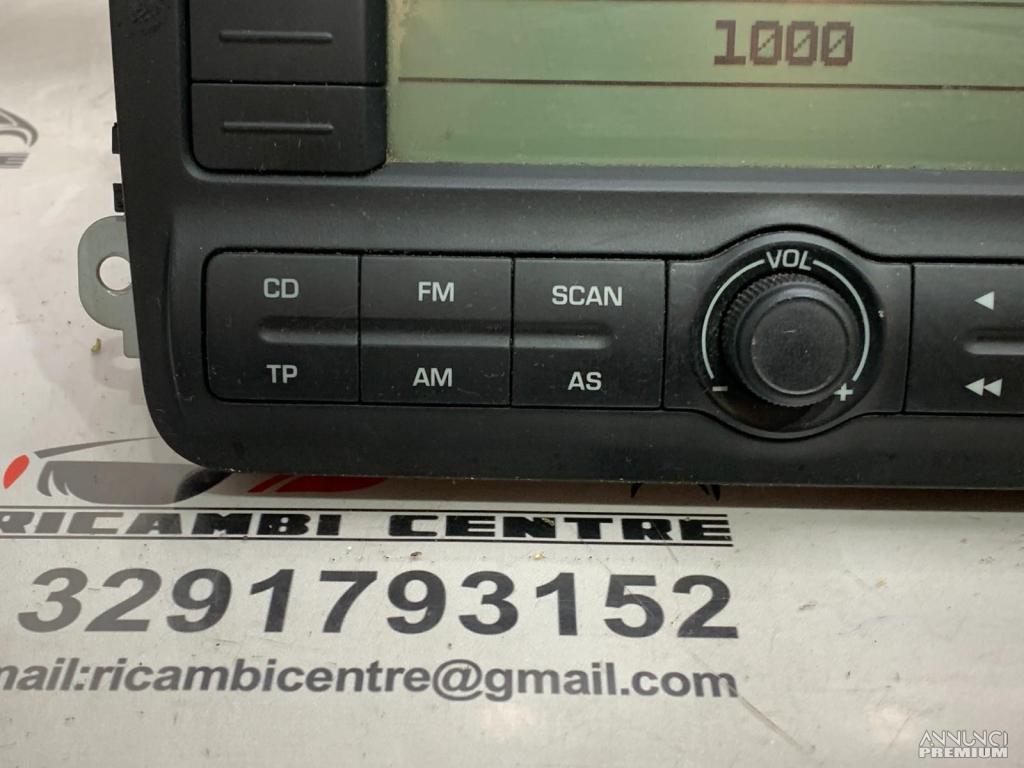 1000
VOL
CD FM SCAN
TP AM AS
- +
RICAMBI CENTRE
3291793152
mail:ricambicentre@gmail.com
ANNUNCI
PREMIUM